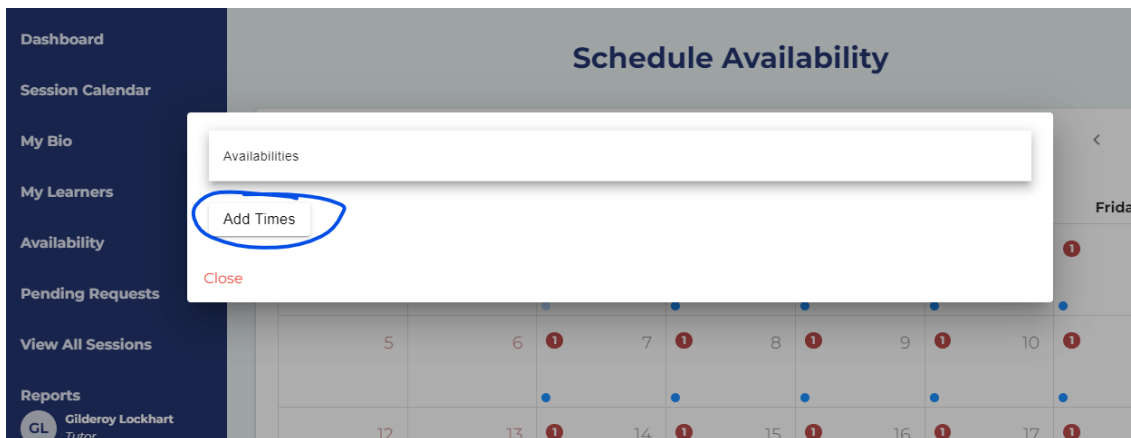 Dashboard
Schedule Availability
Session Calendar
My Bio
Availabilities
My Learners
Frida
Add Times
Availability
1
Close
Pending Requests
View All Sessions
5 6 1 7 1 8 1 9 1 10 1
Reports
GL Gilderoy Lockhart
Tutor
12 13 1 14 1 15 1 16 1 17 1